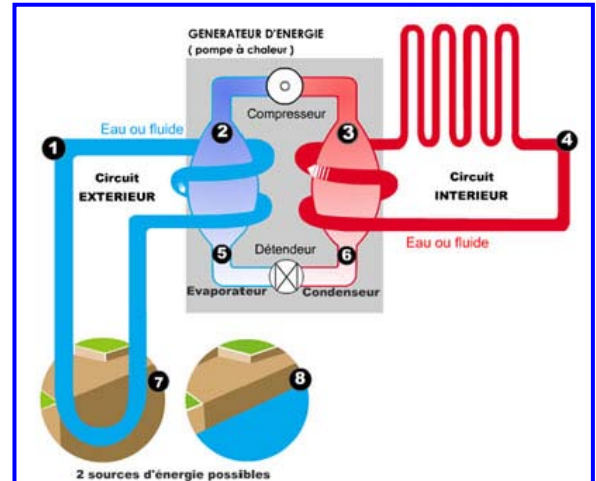 GENERATEUR D'ENERGIE
( pompe à chaleur )
Compresseur
Eau ou fluide
1
2
3
4
Circuit
EXTERIEUR
Circuit
INTERIEUR
Eau ou fluide
5
Détendeur
6
Evaporateur
Condenseur
7
8
2 sources d'énergie possibles